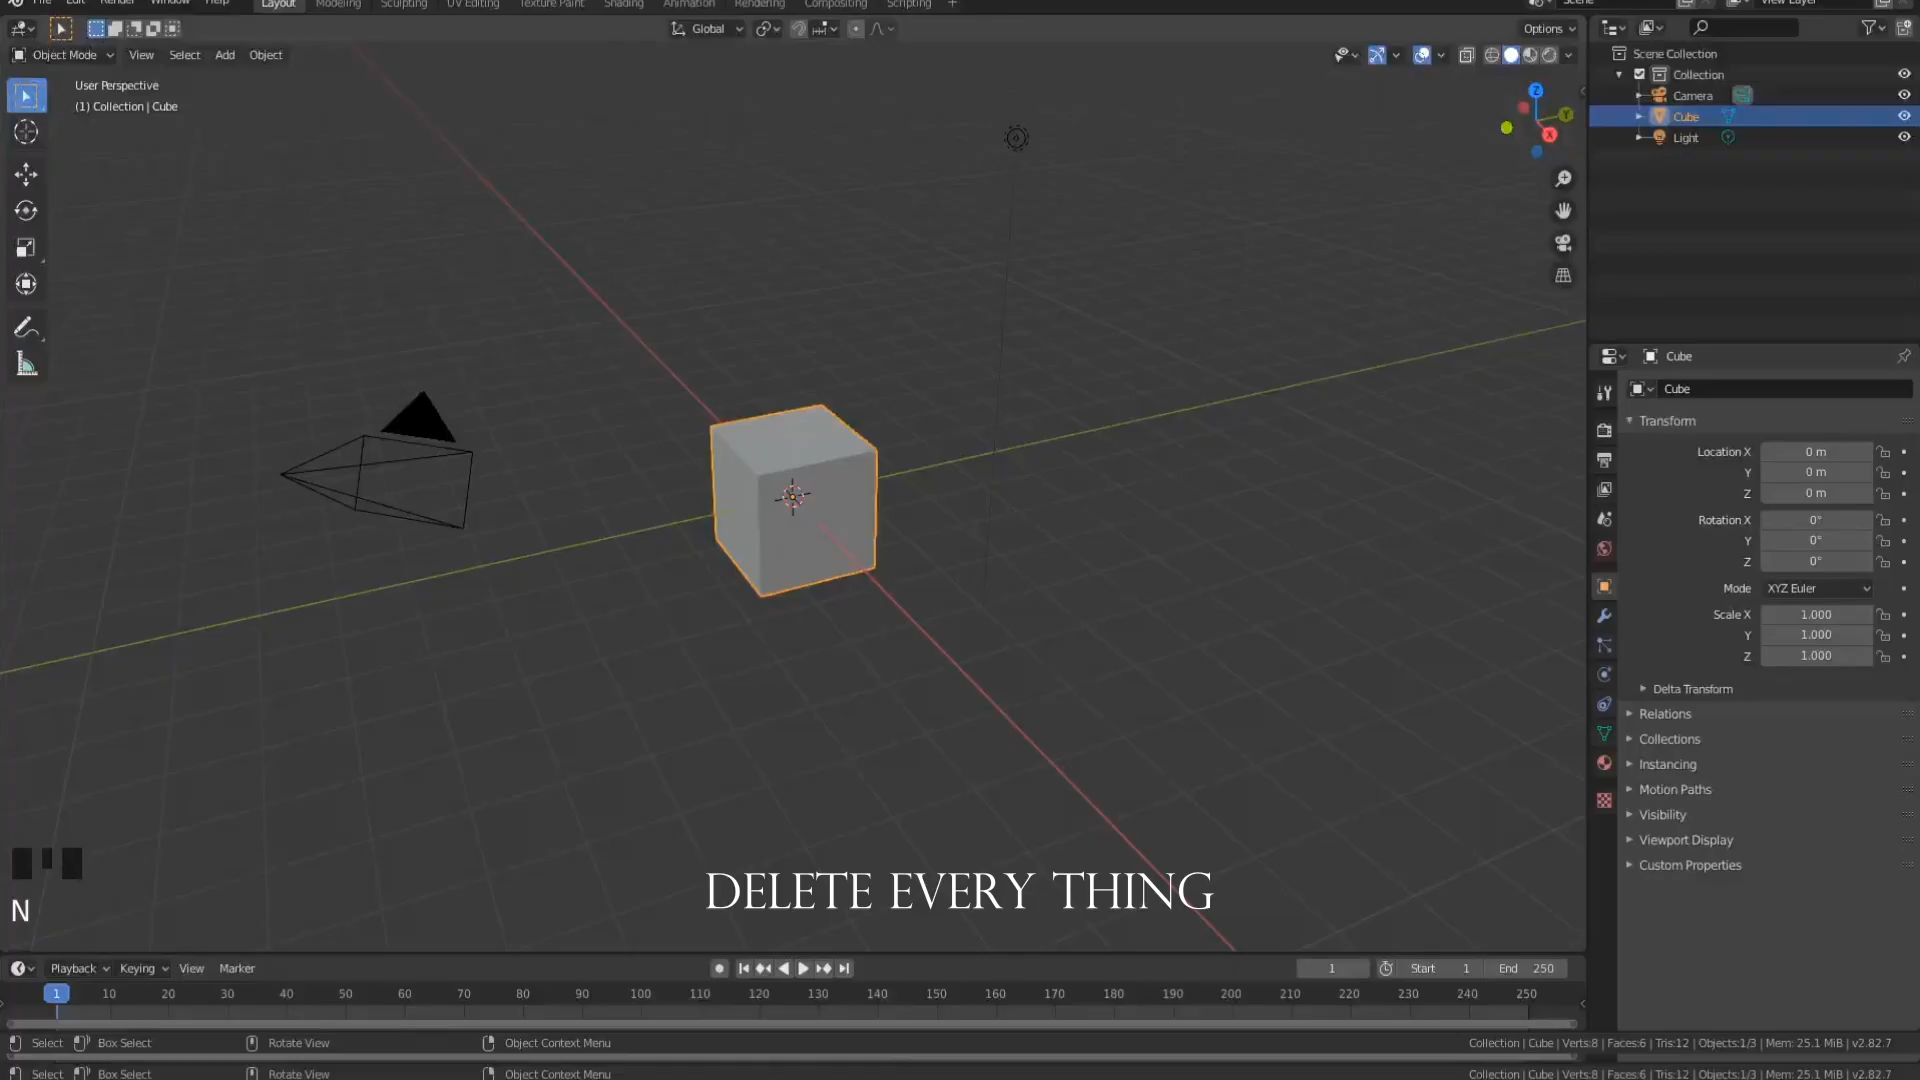 File Edit Render Window Help Layout Modeling Sculpting UV Editing Texture Paint Shading Animation Rendering Compositing Scripting + Scene View Layer
Global Options
Object Mode View Select Add Object
User Perspective
(1) Collection | Cube
Z
Y
X
Scene Collection
Collection
Camera
Cube
Light
Cube
Cube
Transform
Location X 0 m
Y 0 m
Z 0 m
Rotation X 0°
Y 0°
Z 0°
Mode XYZ Euler
Scale X 1.000
Y 1.000
Z 1.000
Delta Transform
Relations
Collections
Instancing
Motion Paths
Visibility
Viewport Display
Custom Properties
DELETE EVERY THING
N
Playback Keying View Marker 1 Start 1 End 250
1 10 20 30 40 50 60 70 80 90 100 110 120 130 140 150 160 170 180 190 200 210 220 230 240 250
Select Box Select Rotate View Object Context Menu Collection | Cube | Verts:8 | Faces:6 | Tris:12 | Objects:1/3 | Mem: 25.1 MiB | v2.82.7
Select Box Select Rotate View Object Context Menu Collection | Cube | Verts:8 | Faces:6 | Tris:12 | Objects:1/3 | Mem: 25.1 MiB | v2.82.7